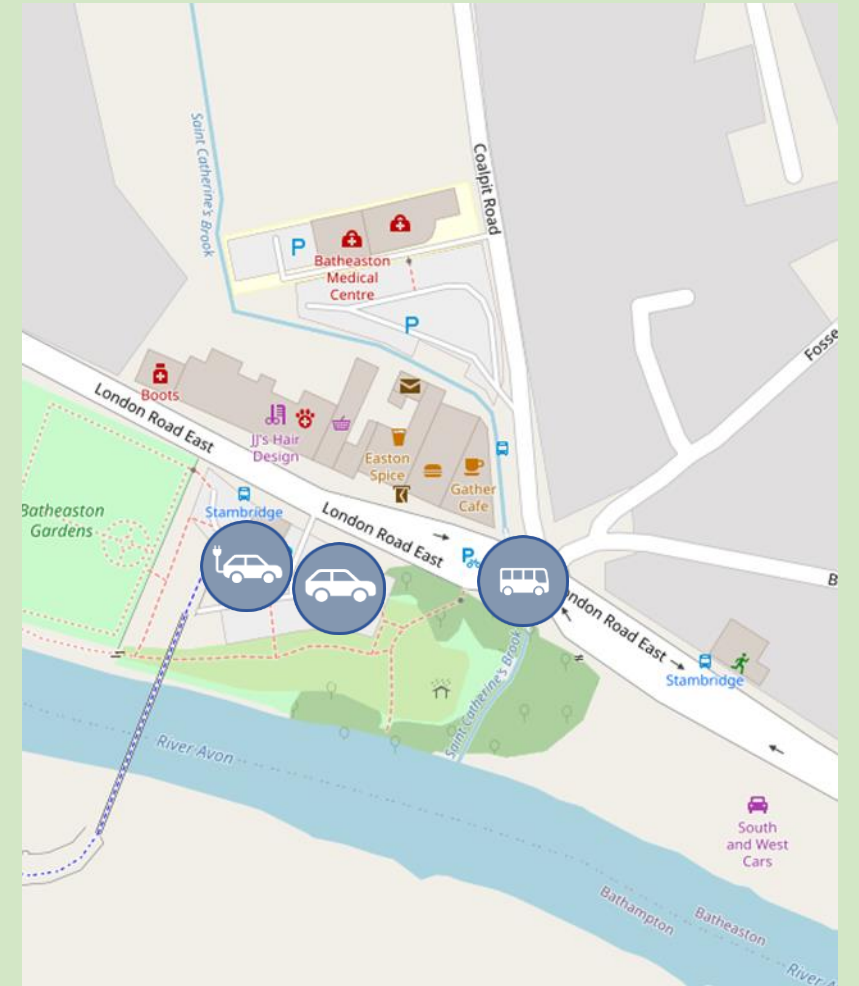 Saint Catherine's Brook
Coalpit Road
P
Batheaston
Medical
Centre
P
Fosse
Boots
London Road East
JJ's Hair
Design
Easton
Spice
Gather
Cafe
Batheaston
Gardens
Stambridge
London Road East
P
B
London Road East
Stambridge
Saint Catherine's Brook
River Avon
South
and West
Cars
Bathampton
Batheaston
River A